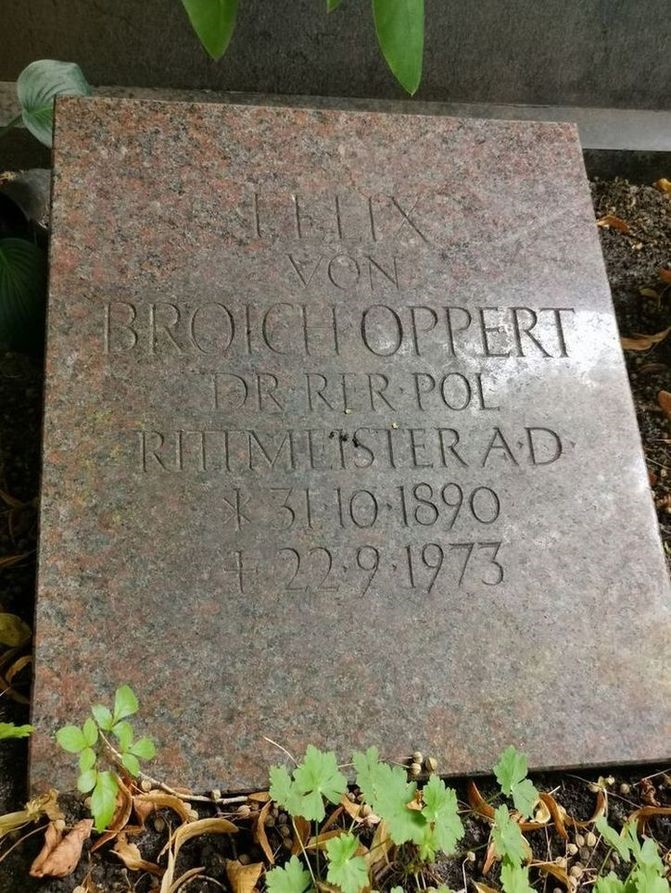 FELIX
VON
BROICH OPPERT
DR·RER·POL
RITTMEISTER A·D·
* 31·10·1890
+ 22·9·1973